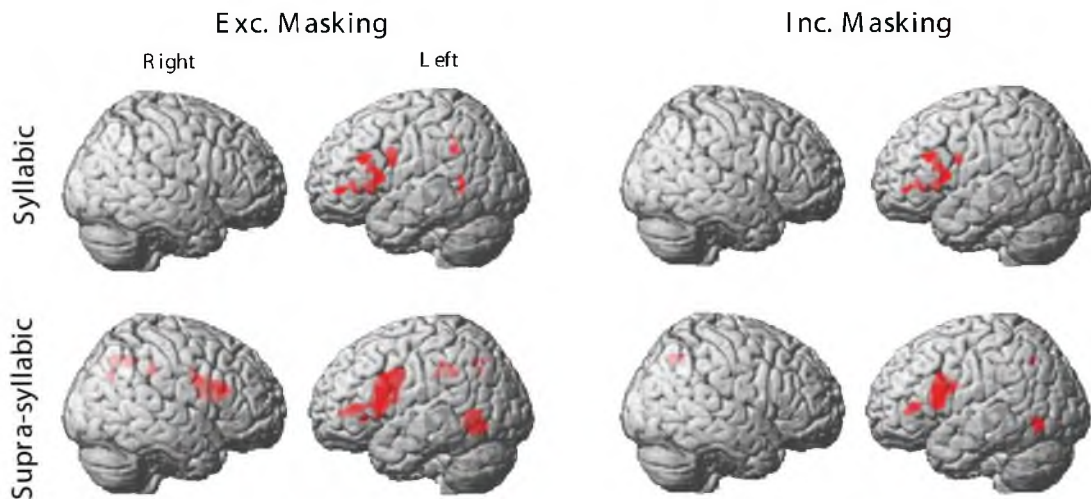 Exc. Masking
Inc. Masking
Right
Left
Syllabic
Supra-syllabic